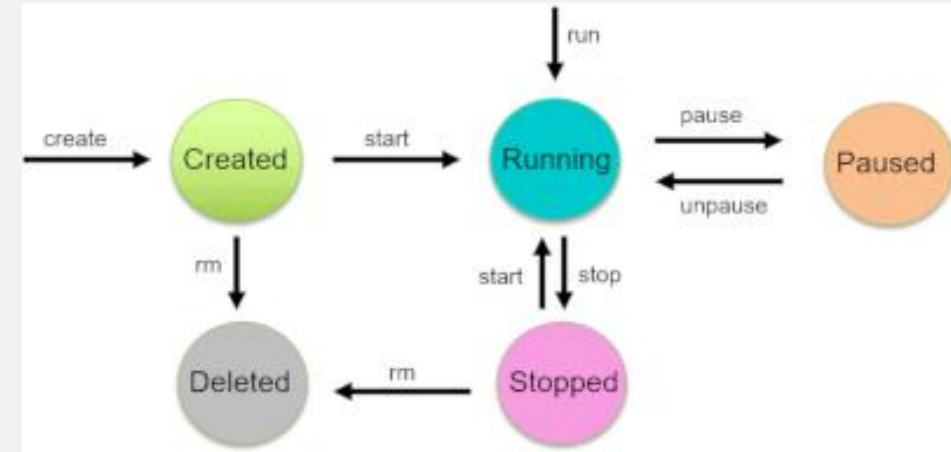 run
create
Created
start
Running
pause
unpause
Paused
rm
start
stop
Deleted
rm
Stopped